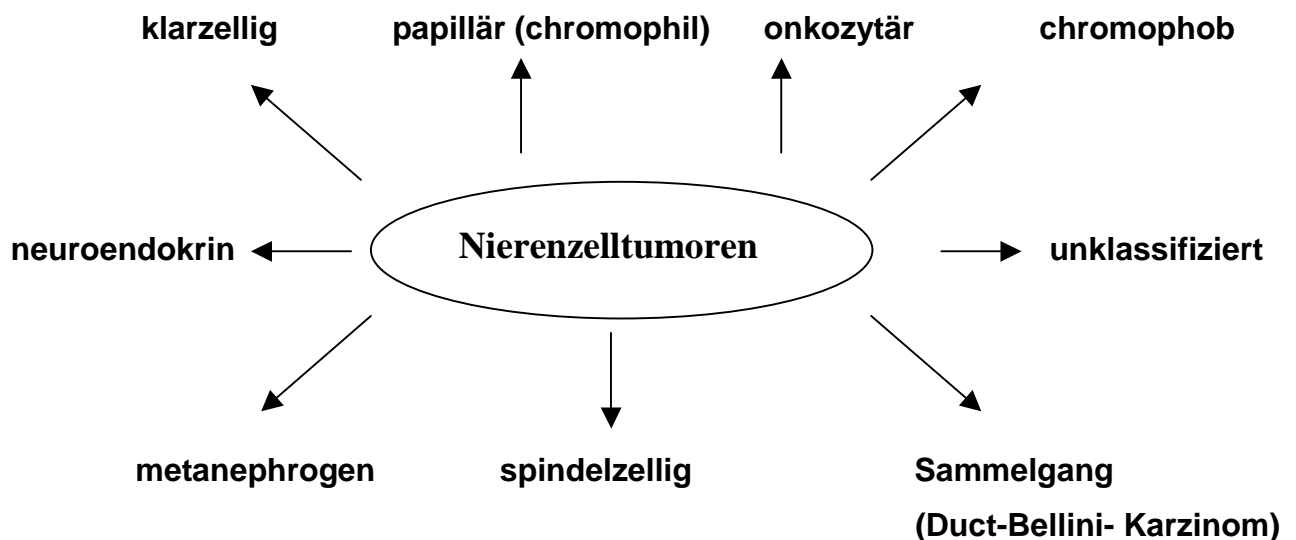 klarzellig papillär (chromophil) onkozytär chromophob
neuroendokrin Nierenzelltumoren unklassifiziert
metanephrogen spindelzellig Sammelgang
(Duct-Bellini- Karzinom)